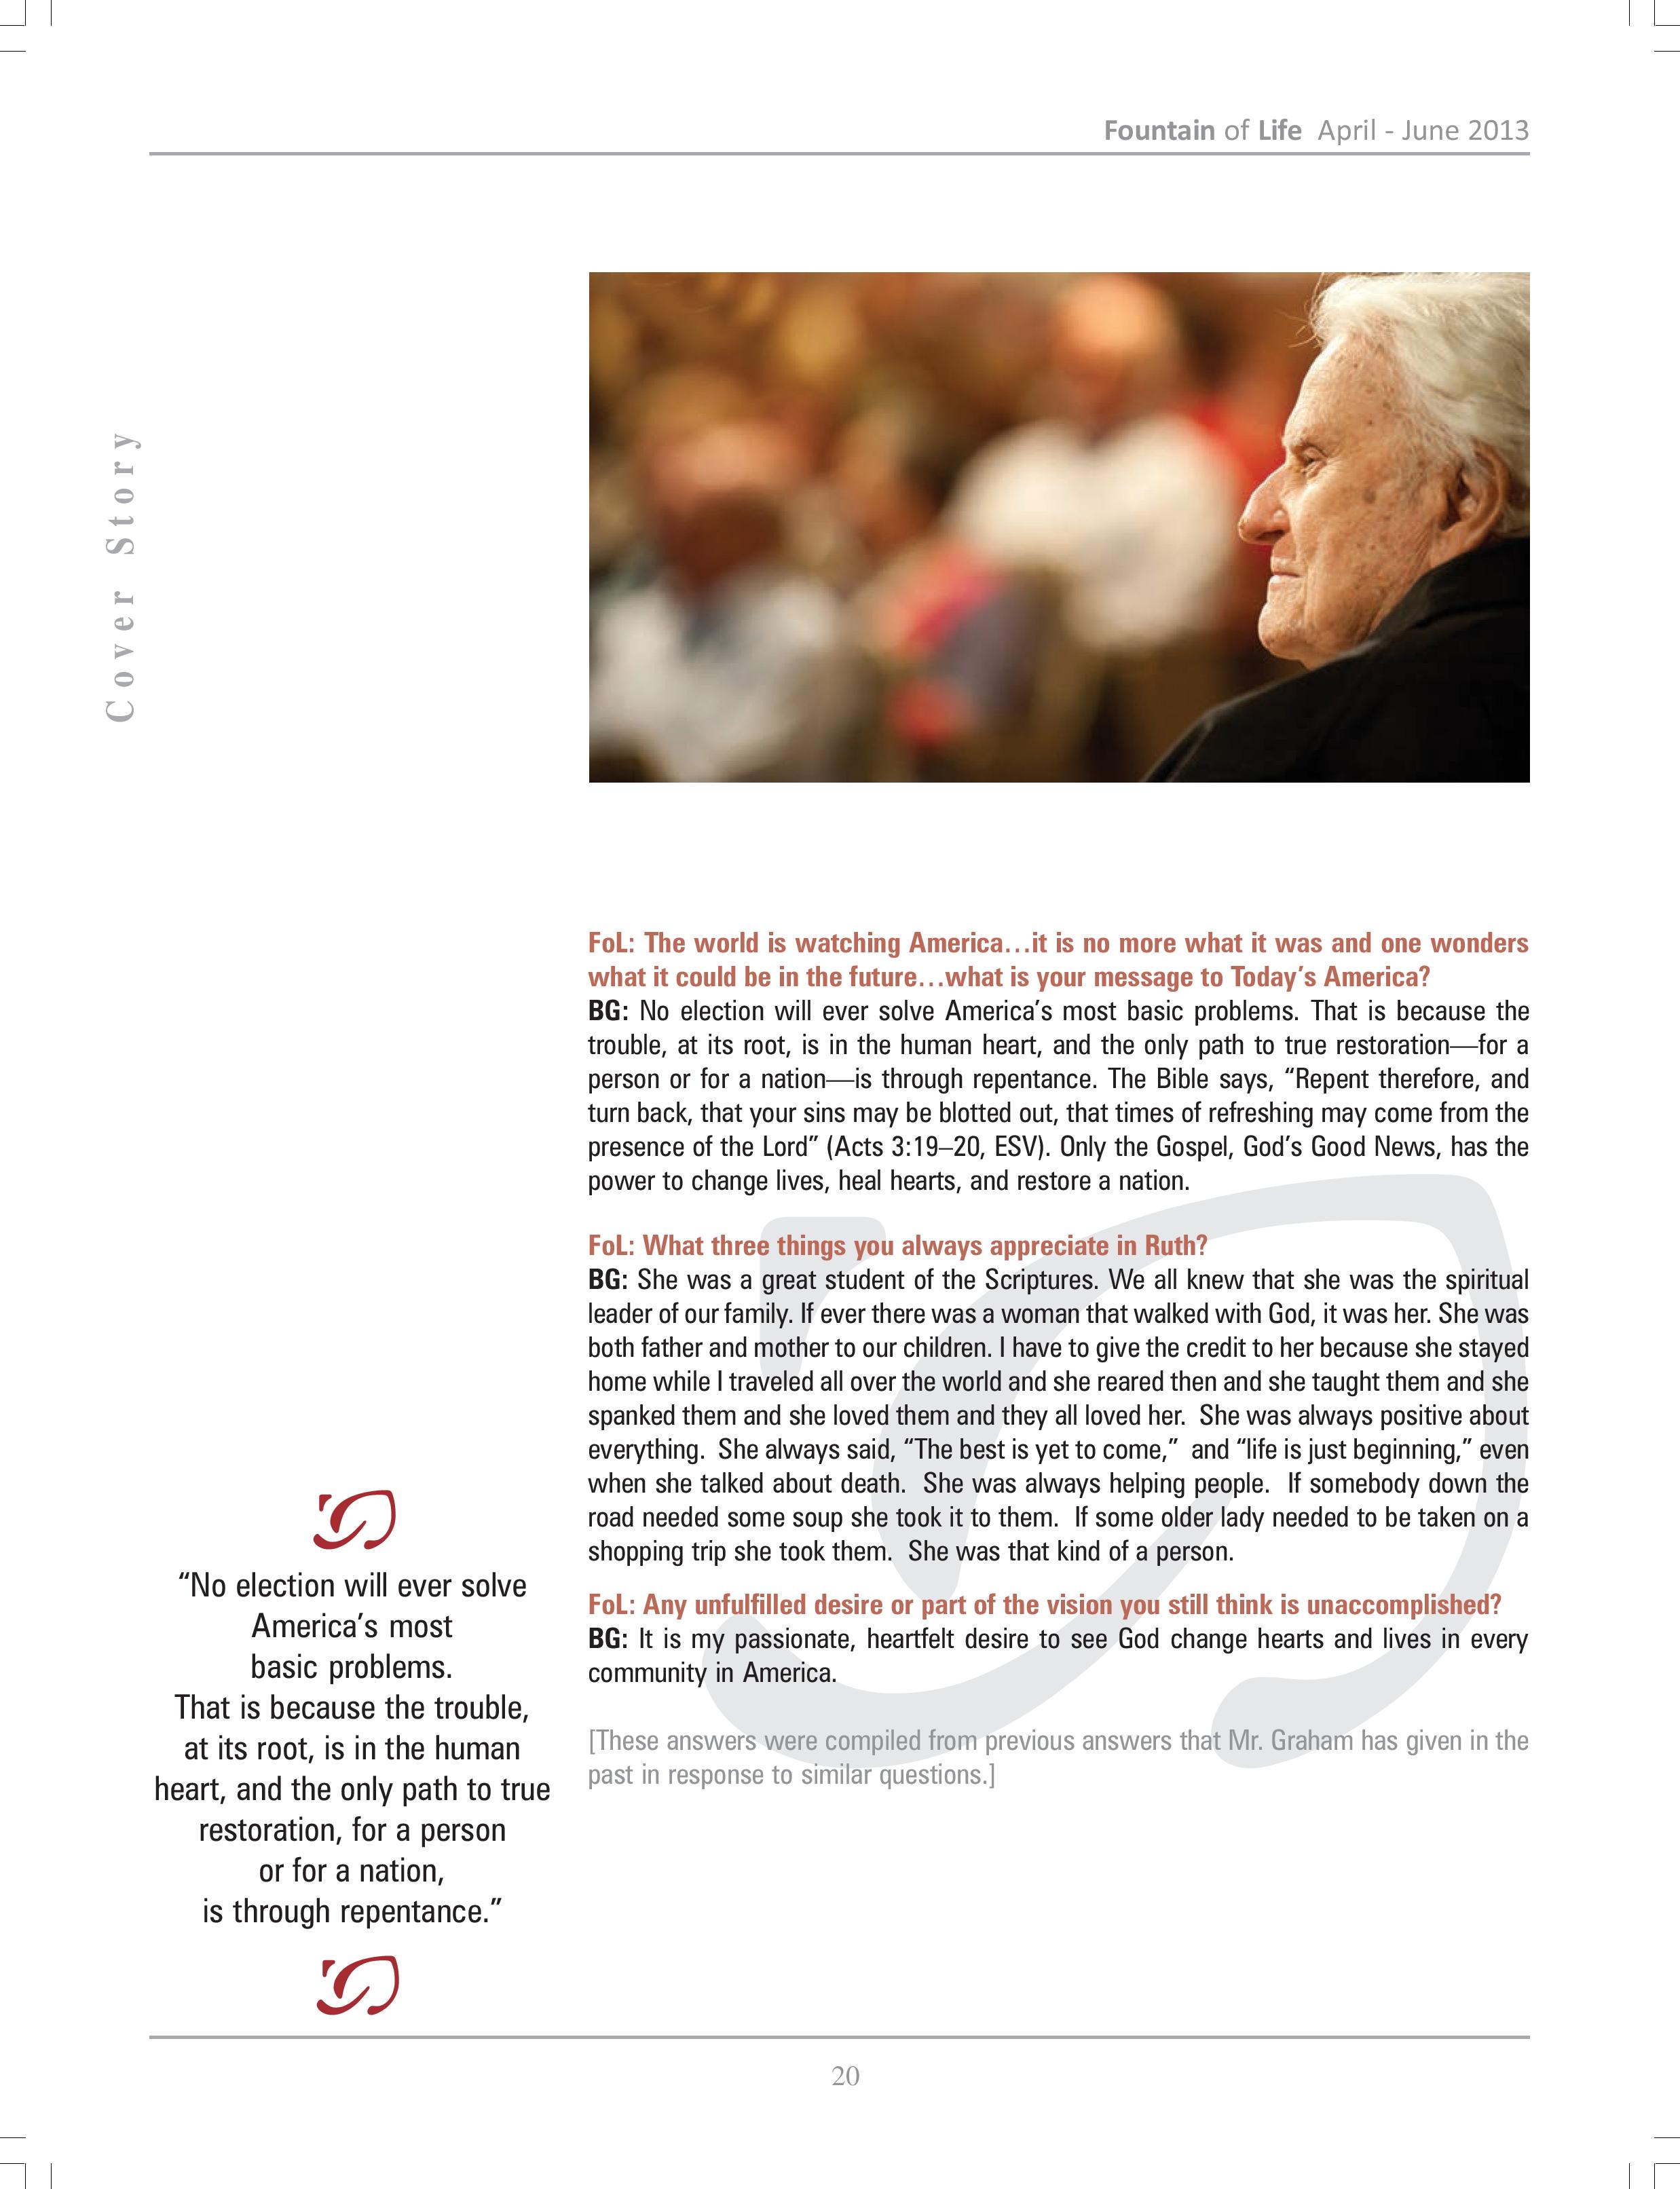 Fountain of Life April - June 2013
Cover Story
FoL: The world is watching America…it is no more what it was and one wonders
what it could be in the future…what is your message to Today’s America?
BG: No election will ever solve America’s most basic problems. That is because the
trouble, at its root, is in the human heart, and the only path to true restoration—for a
person or for a nation—is through repentance. The Bible says, “Repent therefore, and
turn back, that your sins may be blotted out, that times of refreshing may come from the
presence of the Lord” (Acts 3:19–20, ESV). Only the Gospel, God’s Good News, has the
power to change lives, heal hearts, and restore a nation.
FoL: What three things you always appreciate in Ruth?
BG: She was a great student of the Scriptures. We all knew that she was the spiritual
leader of our family. If ever there was a woman that walked with God, it was her. She was
both father and mother to our children. I have to give the credit to her because she stayed
home while I traveled all over the world and she reared then and she taught them and she
spanked them and she loved them and they all loved her. She was always positive about
everything. She always said, “The best is yet to come,” and “life is just beginning,” even
when she talked about death. She was always helping people. If somebody down the
road needed some soup she took it to them. If some older lady needed to be taken on a
shopping trip she took them. She was that kind of a person.
FoL: Any unfulfilled desire or part of the vision you still think is unaccomplished?
BG: It is my passionate, heartfelt desire to see God change hearts and lives in every
community in America.
[These answers were compiled from previous answers that Mr. Graham has given in the
past in response to similar questions.]
“No election will ever solve
America’s most
basic problems.
That is because the trouble,
at its root, is in the human
heart, and the only path to true
restoration, for a person
or for a nation,
is through repentance.”
20